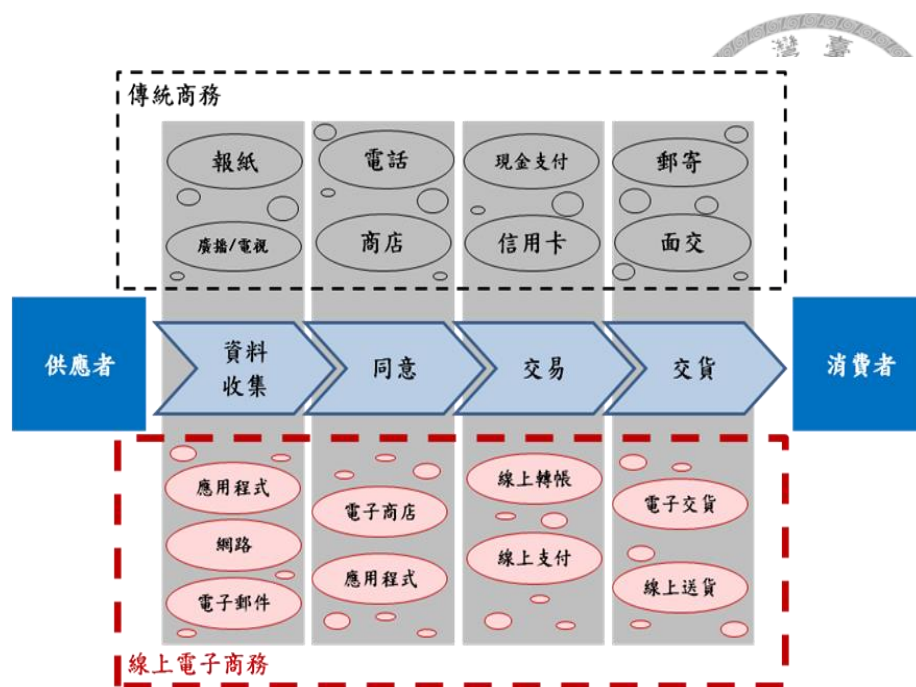 灣 臺
傳統商務
報紙
電話
現金支付
郵寄
廣播/電視
商店
信用卡
面交
供應者
資料
收集
同意
交易
交貨
消費者
應用程式
網路
電子郵件
電子商店
應用程式
線上轉帳
線上支付
電子交貨
線上送貨
線上電子商務